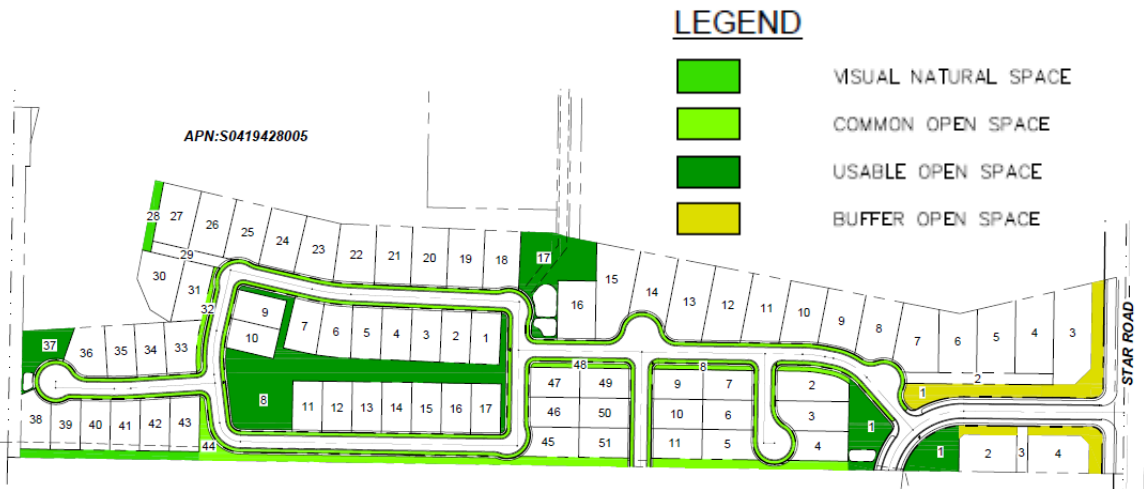 LEGEND
VISUAL NATURAL SPACE
COMMON OPEN SPACE
USABLE OPEN SPACE
BUFFER OPEN SPACE
APN:S0419428005
28 27 26 25 24 23 22 21 20 19 18 17
29
30 31 32
16 15 14 13 12 11 10 9 8 7 6 5 4 3
2
1
STAR ROAD
9
10
7 6 5 4 3 2 1
8
11 12 13 14 15 16 17
37 36 35 34 33
38 39 40 41 42 43
44
48
47 49
46 50
45 51
8
9 7
10 6
11 5
2
3
4
1
1
2 3 4